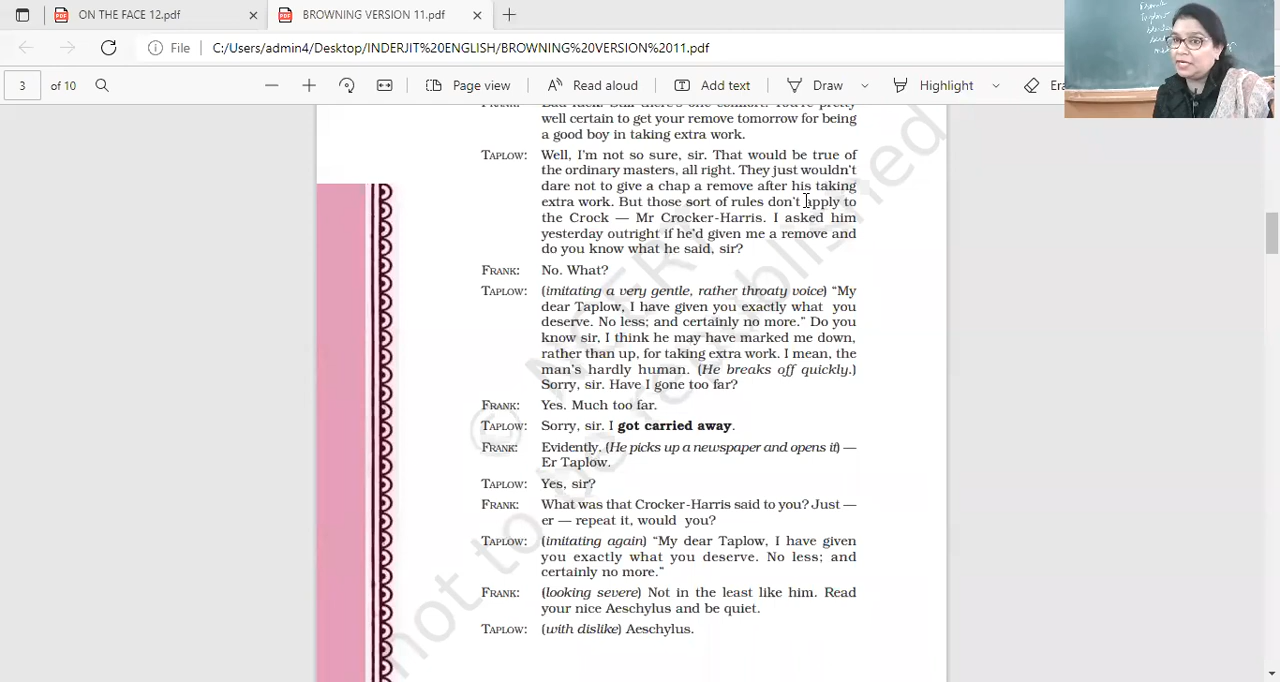 ON THE FACE 12.pdf
BROWNING VERSION 11.pdf
File C:/Users/admin4/Desktop/INDERJIT%20ENGLISH/BROWNING%20VERSION%2011.pdf
3 of 10 Page view Read aloud Add text Draw Highlight
well certain to get your remove tomorrow for being
a good boy in taking extra work.
TAPLOW: Well, I'm not so sure, sir. That would be true of
the ordinary masters, all right. They just wouldn't
dare not to give a chap a remove after his taking
extra work. But those sort of rules don't apply to
the Crock — Mr Crocker-Harris. I asked him
yesterday outright if he'd given me a remove and
do you know what he said, sir?
FRANK: No. What?
TAPLOW: (imitating a very gentle, rather throaty voice) “My
dear Taplow, I have given you exactly what you
deserve. No less; and certainly no more.” Do you
know sir, I think he may have marked me down,
rather than up, for taking extra work. I mean, the
man's hardly human. (He breaks off quickly.)
Sorry, sir. Have I gone too far?
FRANK: Yes. Much too far.
TAPLOW: Sorry, sir. I got carried away.
FRANK: Evidently. (He picks up a newspaper and opens it) —
Er Taplow.
TAPLOW: Yes, sir?
FRANK: What was that Crocker-Harris said to you? Just —
er — repeat it, would you?
TAPLOW: (imitating again) “My dear Taplow, I have given
you exactly what you deserve. No less; and
certainly no more.”
FRANK: (looking severe) Not in the least like him. Read
your nice Aeschylus and be quiet.
TAPLOW: (with dislike) Aeschylus.
© NCERT
not to be republished